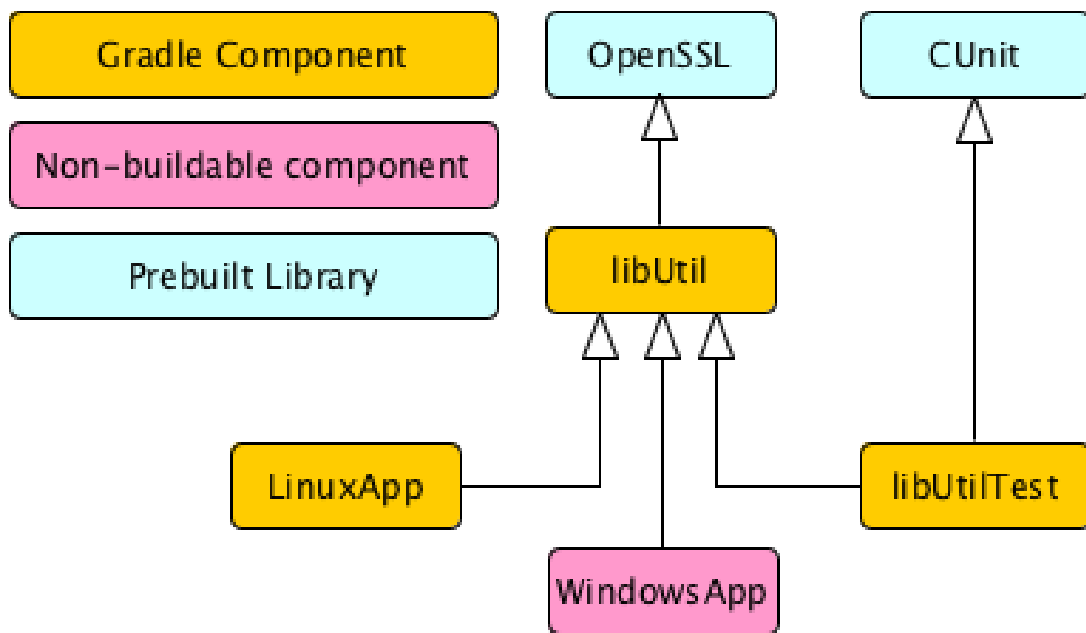 Gradle Component
OpenSSL
CUnit
Non-buildable component
Prebuilt Library
libUtil
LinuxApp
libUtilTest
WindowsApp